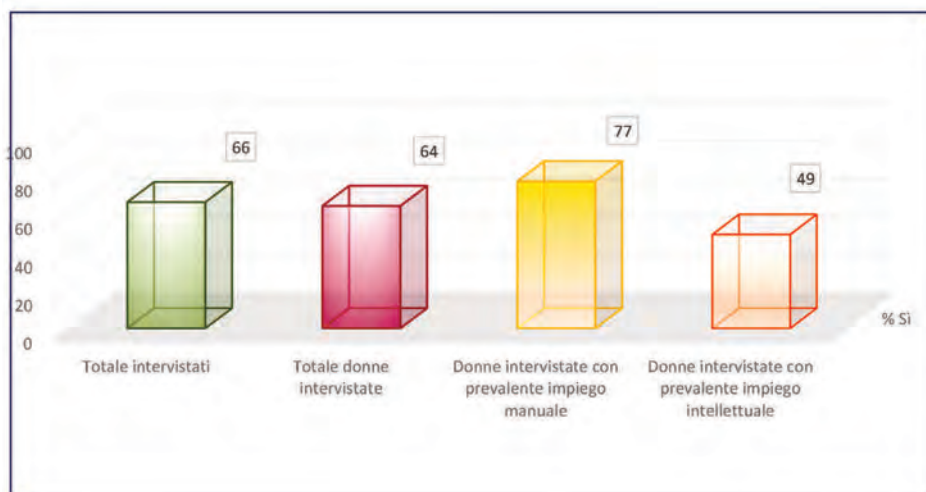 66
64
77
49
100
80
60
40
20
0
% Sì
Totale intervistati
Totale donne
intervistate
Donne intervistate con
prevalente impiego
manuale
Donne intervistate con
prevalente impiego
intellettuale